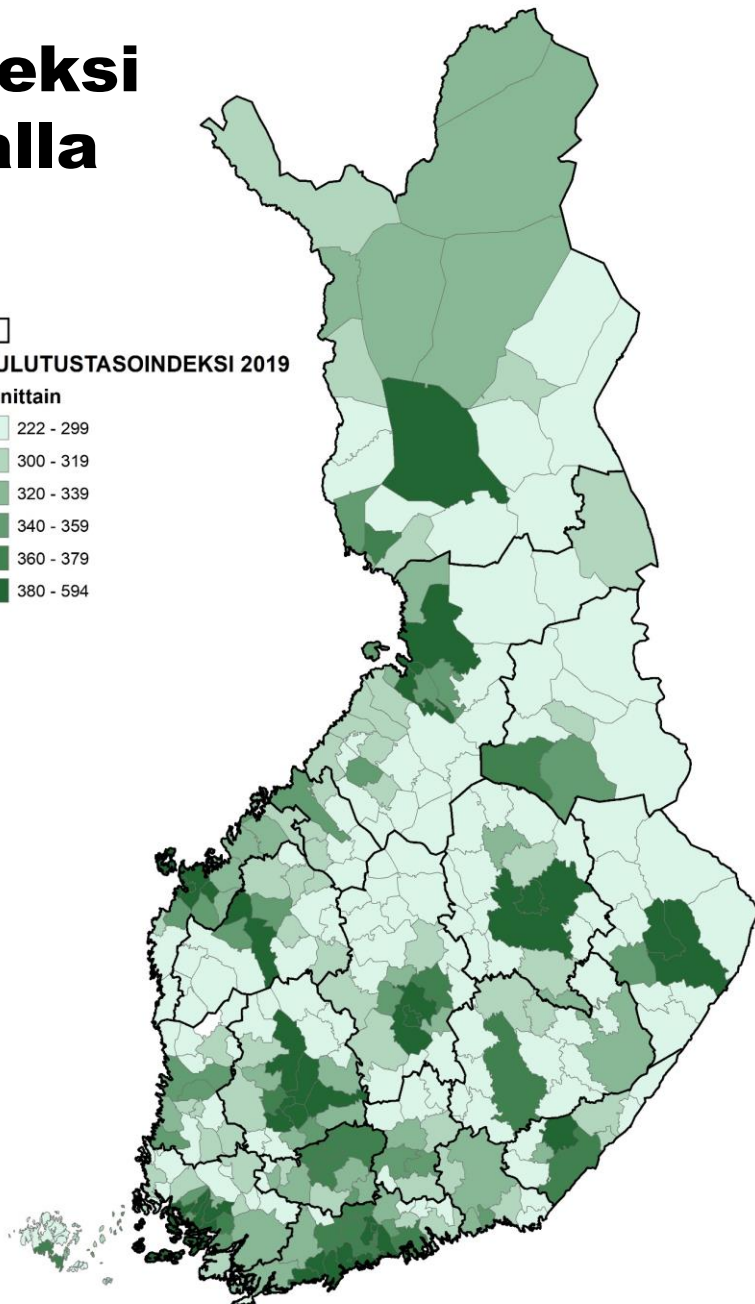 eksi
alla
ULUTUSTASOINDEKSI 2019
nittain
222 - 299
300 - 319
320 - 339
340 - 359
360 - 379
380 - 594